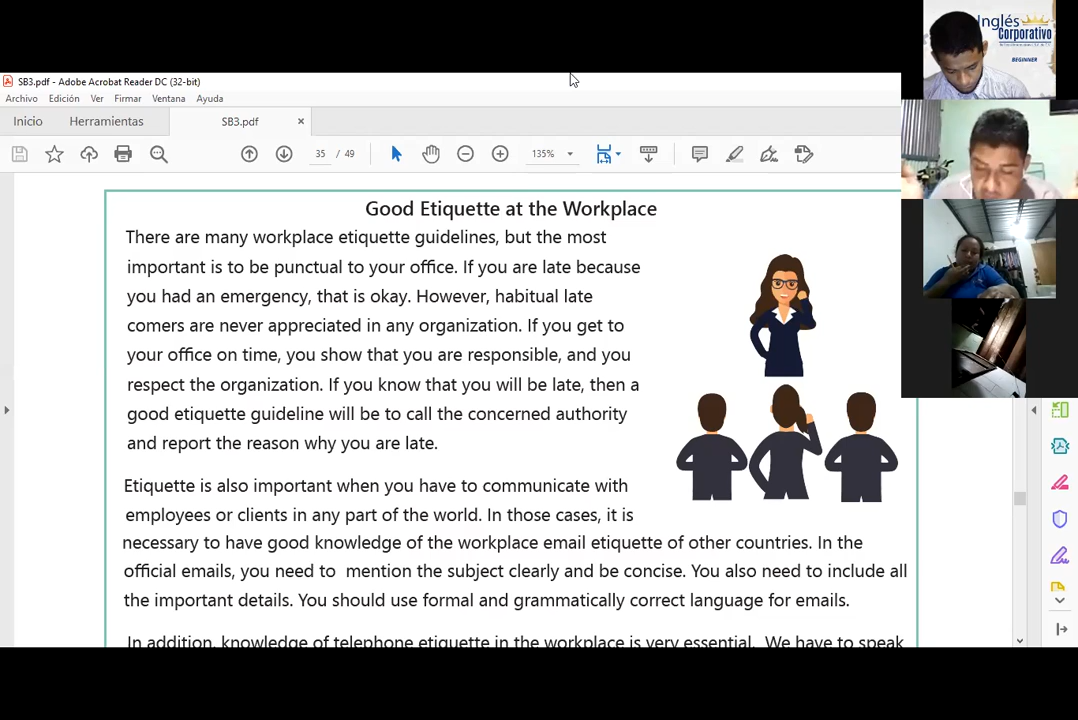 Inglés
Corporativo
BEGINNER
SB3.pdf - Adobe Acrobat Reader DC (32-bit)
Archivo Edición Ver Firmar Ventana Ayuda
Inicio Herramientas SB3.pdf ×
35 / 49 135%
Good Etiquette at the Workplace
There are many workplace etiquette guidelines, but the most
important is to be punctual to your office. If you are late because
you had an emergency, that is okay. However, habitual late
comers are never appreciated in any organization. If you get to
your office on time, you show that you are responsible, and you
respect the organization. If you know that you will be late, then a
good etiquette guideline will be to call the concerned authority
and report the reason why you are late.
Etiquette is also important when you have to communicate with
employees or clients in any part of the world. In those cases, it is
necessary to have good knowledge of the workplace email etiquette of other countries. In the
official emails, you need to mention the subject clearly and be concise. You also need to include all
the important details. You should use formal and grammatically correct language for emails.
In addition, knowledge of telephone etiquette in the workplace is very essential. We have to speak